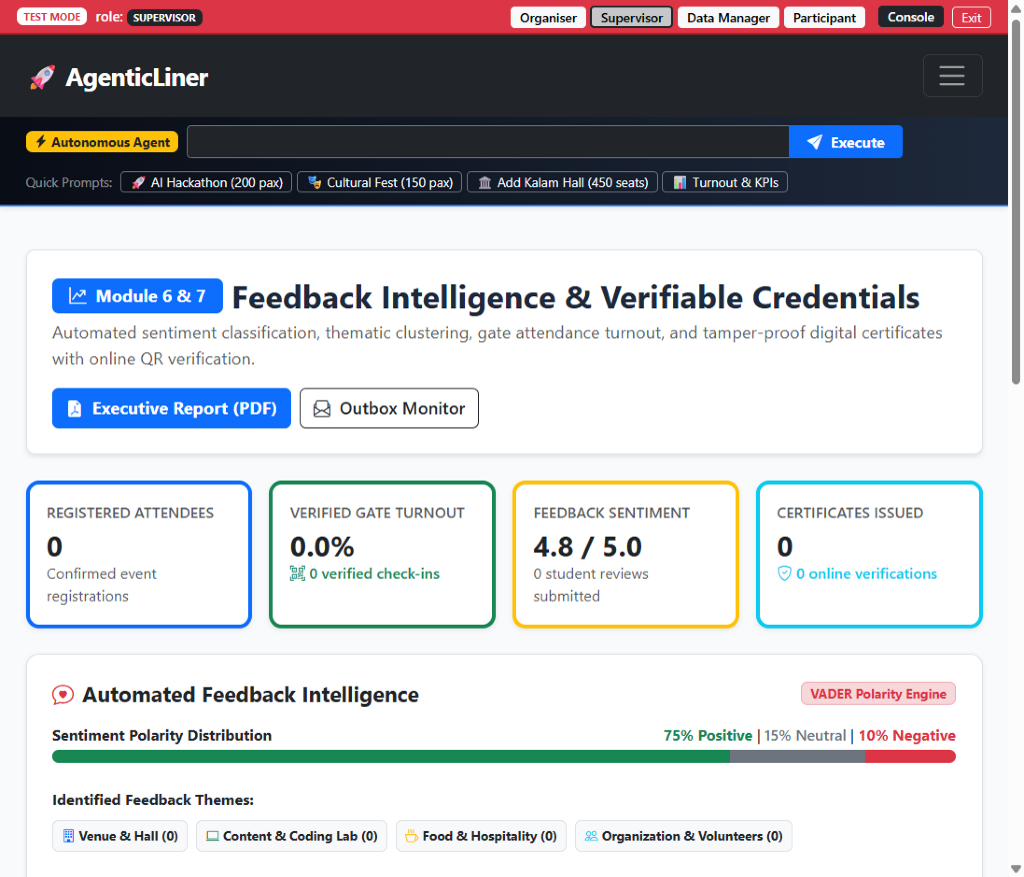 TEST MODE role: SUPERVISOR Organiser Supervisor Data Manager Participant Console Exit
AgenticLiner
Autonomous Agent Execute
Quick Prompts: AI Hackathon (200 pax) Cultural Fest (150 pax) Add Kalam Hall (450 seats) Turnout & KPIs
Module 6 & 7 Feedback Intelligence & Verifiable Credentials
Automated sentiment classification, thematic clustering, gate attendance turnout, and tamper-proof digital certificates
with online QR verification.
Executive Report (PDF) Outbox Monitor
REGISTERED ATTENDEES
0
Confirmed event
registrations
VERIFIED GATE TURNOUT
0.0%
0 verified check-ins
FEEDBACK SENTIMENT
4.8 / 5.0
0 student reviews
submitted
CERTIFICATES ISSUED
0
0 online verifications
Automated Feedback Intelligence VADER Polarity Engine
Sentiment Polarity Distribution 75% Positive | 15% Neutral | 10% Negative
Identified Feedback Themes:
Venue & Hall (0) Content & Coding Lab (0) Food & Hospitality (0) Organization & Volunteers (0)